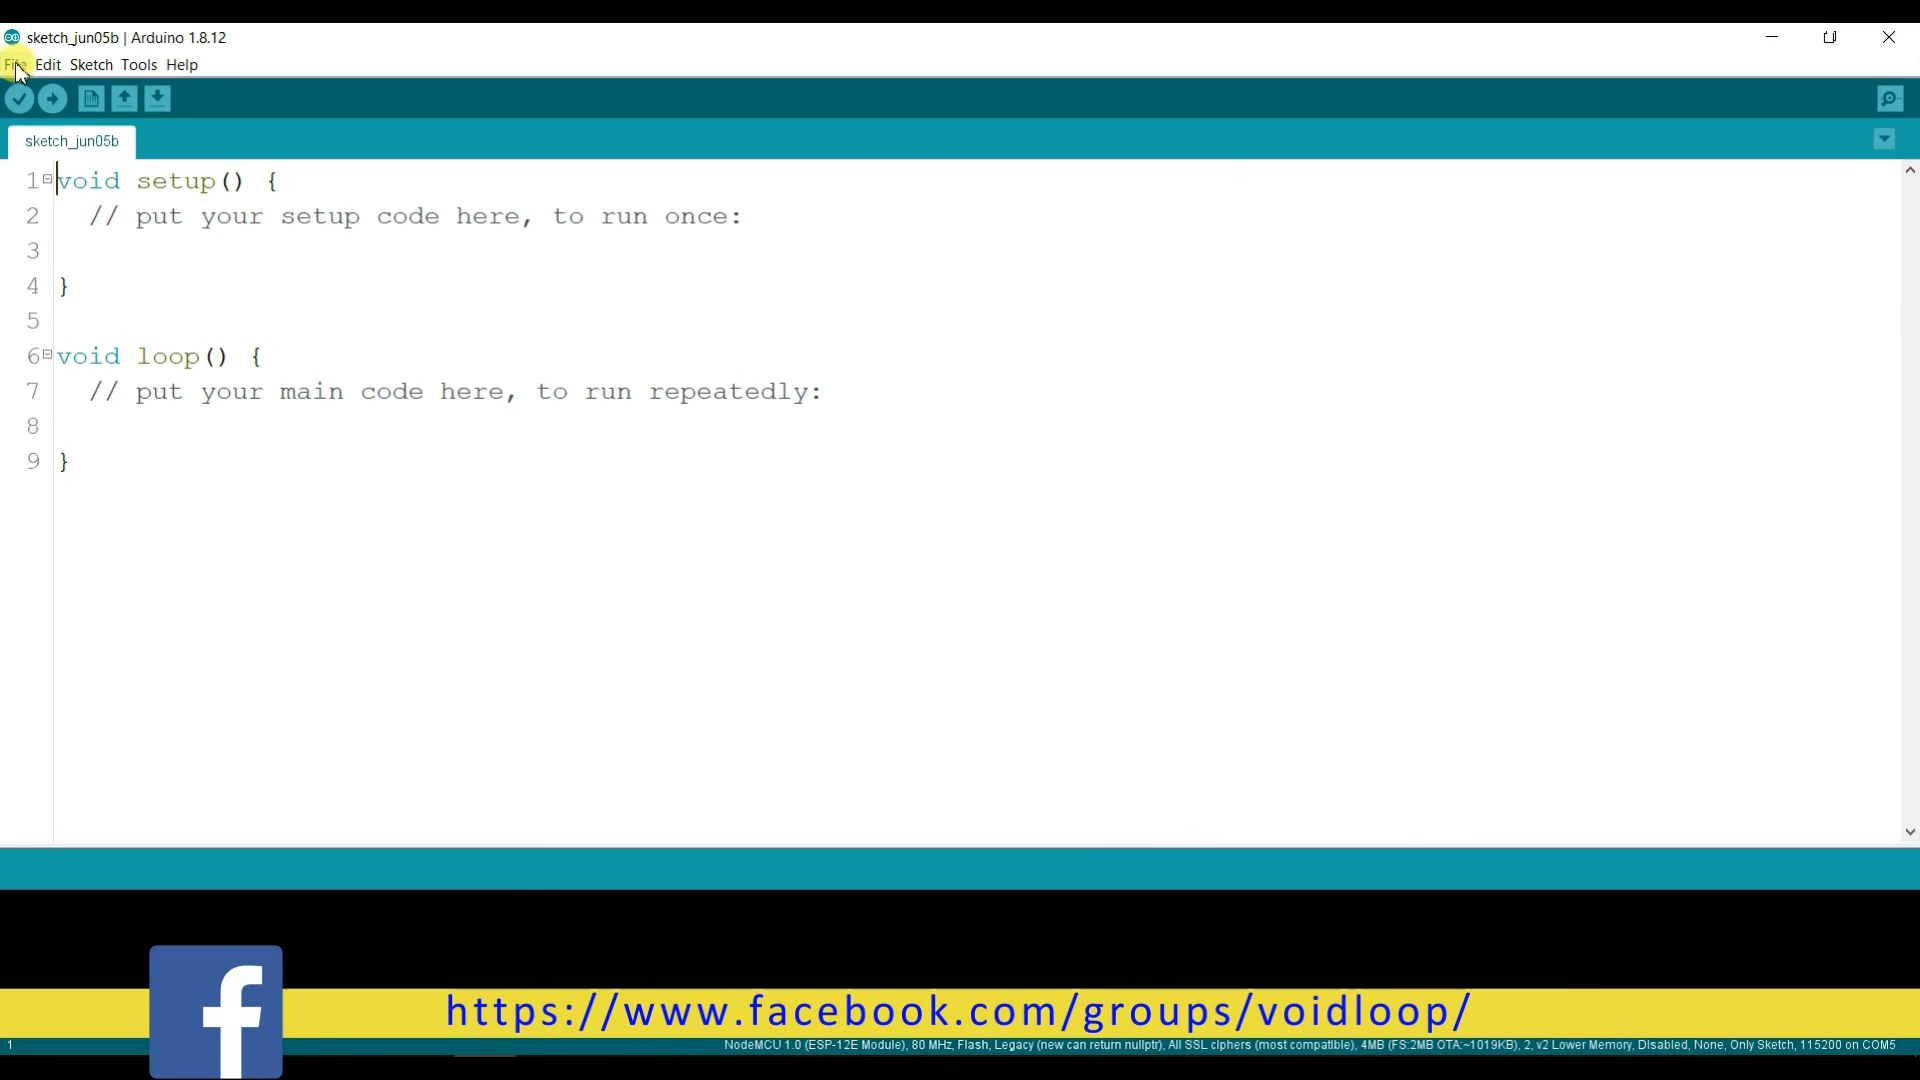 sketch_jun05b | Arduino 1.8.12
File Edit Sketch Tools Help
sketch_jun05b
1 void setup() {
2 // put your setup code here, to run once:
3
4 }
5
6 void loop() {
7 // put your main code here, to run repeatedly:
8
9 }
f https://www.facebook.com/groups/voidloop/
1 NodeMCU 1.0 (ESP-12E Module), 80 MHz, Flash, Legacy (new can return nullptr), All SSL ciphers (most compatible), 4MB (FS:2MB OTA:~1019KB), 2, v2 Lower Memory, Disabled, None, Only Sketch, 115200 on COM5